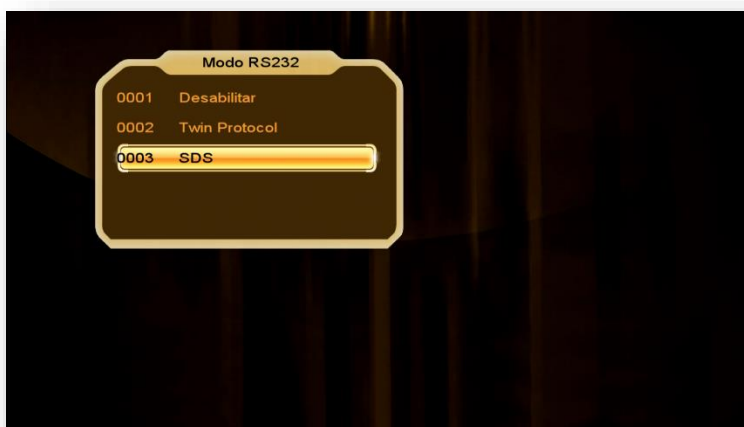 Modo RS232
0001 Desabilitar
0002 Twin Protocol
0003 SDS